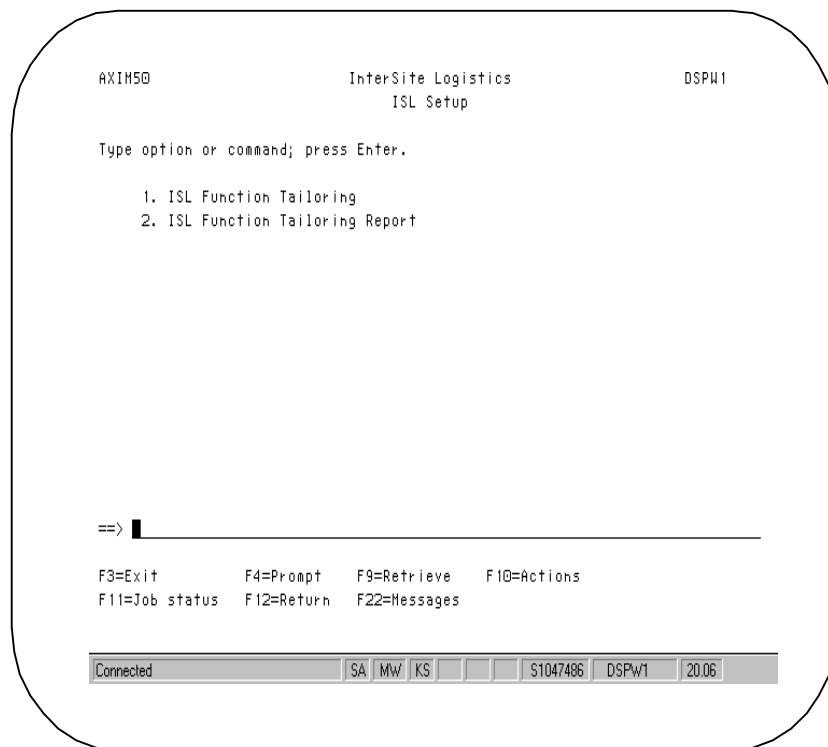 AXIM50 InterSite Logistics DSPW1
ISL Setup
Type option or command; press Enter.
1. ISL Function Tailoring
2. ISL Function Tailoring Report
==>
F3=Exit F4=Prompt F9=Retrieve F10=Actions
F11=Job status F12=Return F22=Messages
Connected SA MW KS S1047486 DSPW1 20.06